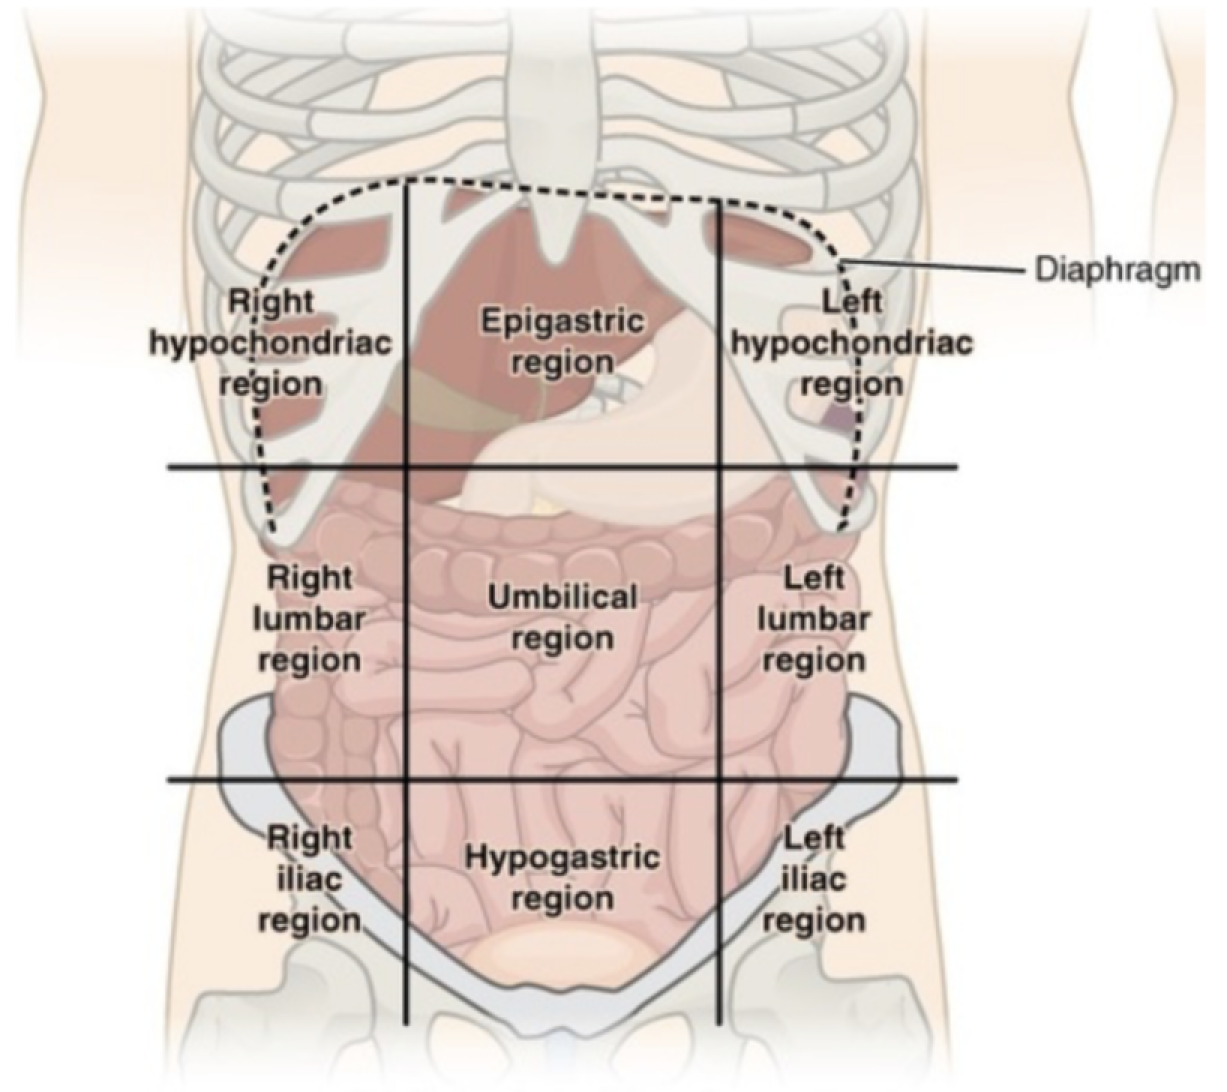 Diaphragm
Right
hypochondriac
region
Epigastric
region
Left
hypochondriac
region
Right
lumbar
region
Umbilical
region
Left
lumbar
region
Right
iliac
region
Hypogastric
region
Left
iliac
region